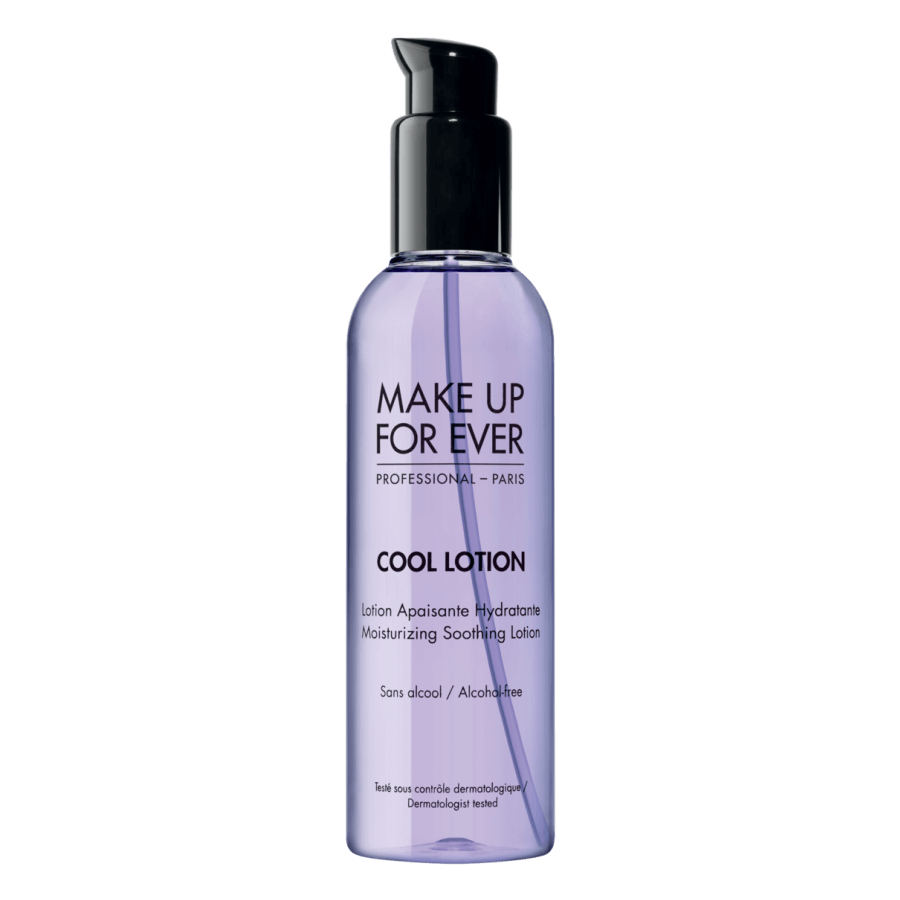 MAKE UP
FOR EVER
PROFESSIONAL – PARIS
COOL LOTION
Lotion Apaisante Hydratante
Moisturizing Soothing Lotion
Sans alcool / Alcohol-free
Testé sous contrôle dermatologique /
Dermatologist tested